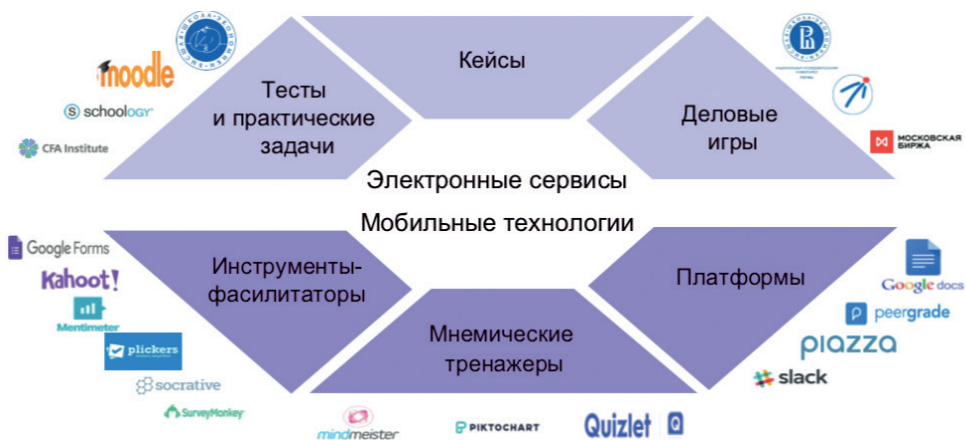 Кейсы
moodle
Тесты
и практические
задачи
schoology
CFA Institute
Деловые
игры
МОСКОВСКАЯ
БИРЖА
Электронные сервисы
Мобильные технологии
Google Forms
Kahoot!
Mentimeter
plickers
socrative
SurveyMonkey
Инструменты-
фасилитаторы
Мнемические
тренажеры
Платформы
Google docs
peergrade
piazza
slack
mindmeister
PIKTOCHART
Quizlet
Q